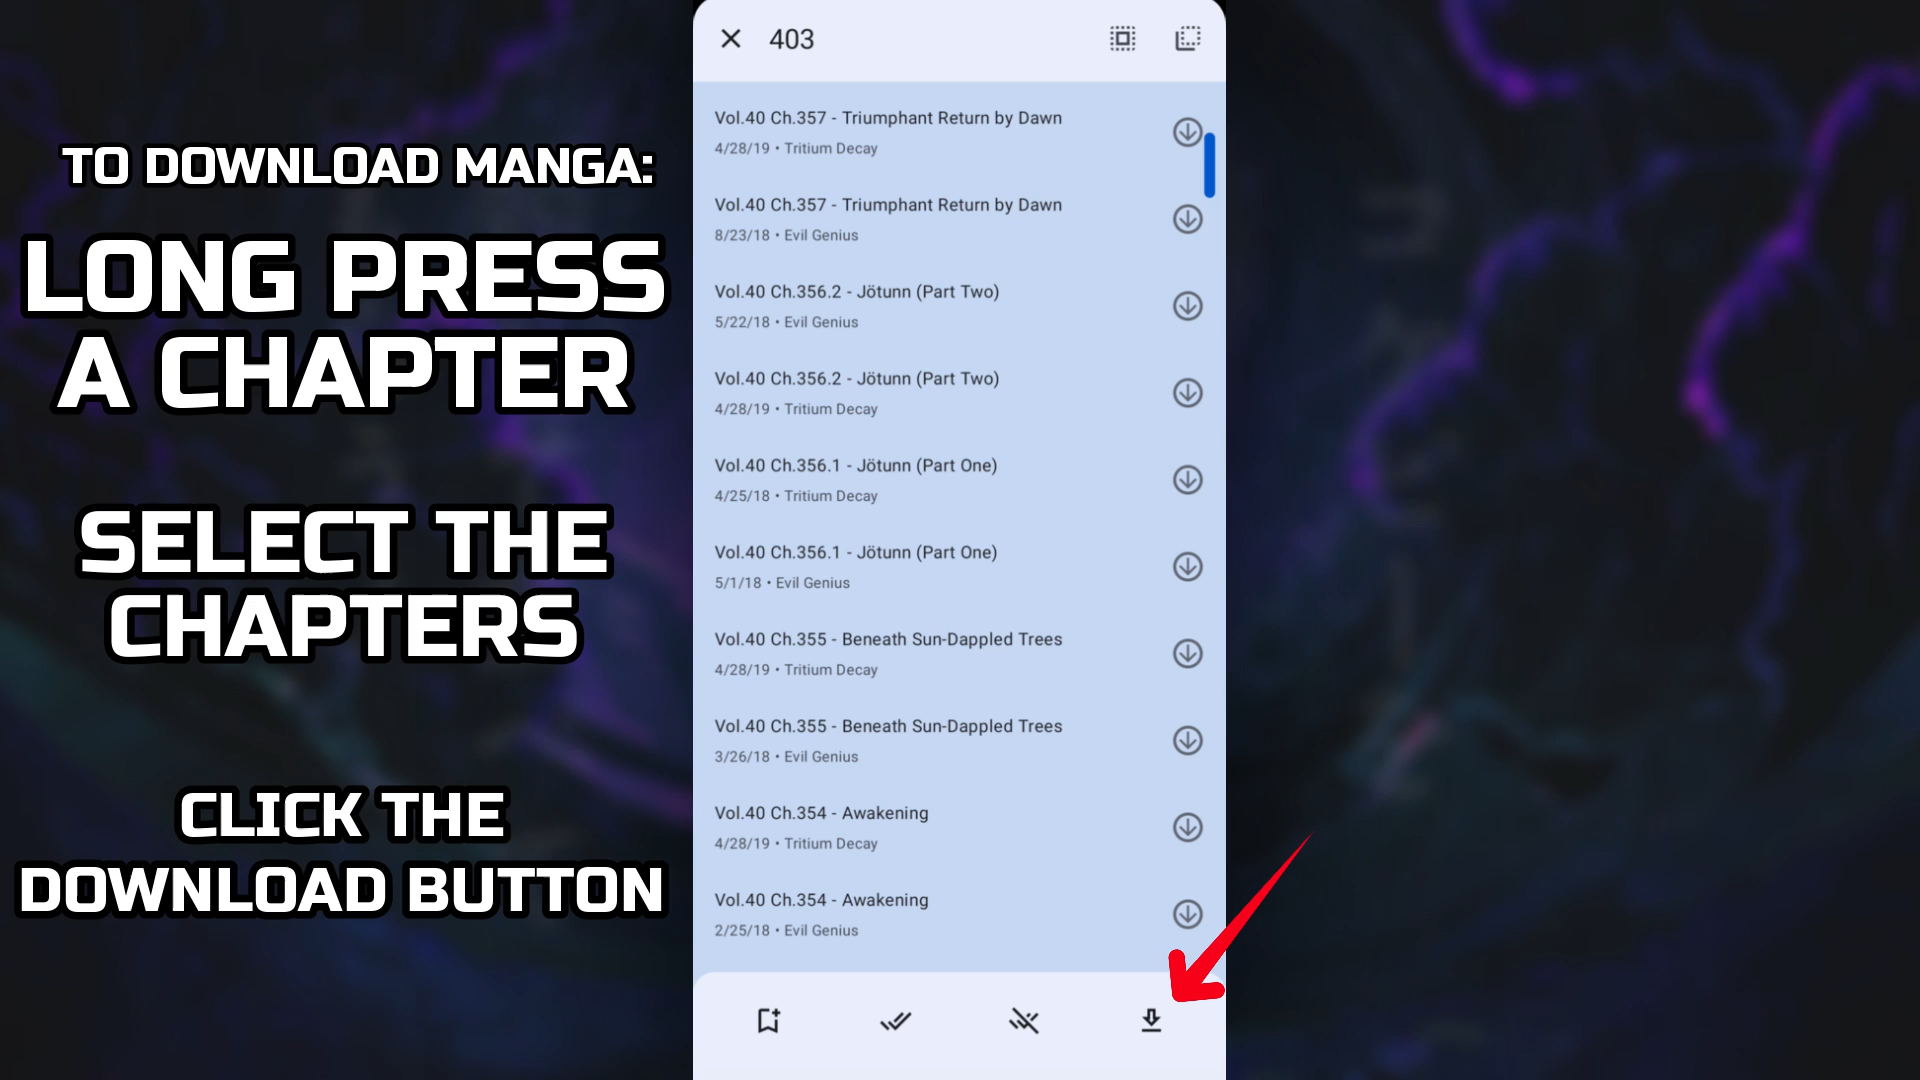 TO DOWNLOAD MANGA:
LONG PRESS
A CHAPTER
SELECT THE
CHAPTERS
CLICK THE
DOWNLOAD BUTTON
403
Vol.40 Ch.357 - Triumphant Return by Dawn
4/28/19 • Tritium Decay
Vol.40 Ch.357 - Triumphant Return by Dawn
8/23/18 • Evil Genius
Vol.40 Ch.356.2 - Jötunn (Part Two)
5/22/18 • Evil Genius
Vol.40 Ch.356.2 - Jötunn (Part Two)
4/28/19 • Tritium Decay
Vol.40 Ch.356.1 - Jötunn (Part One)
4/25/18 • Tritium Decay
Vol.40 Ch.356.1 - Jötunn (Part One)
5/1/18 • Evil Genius
Vol.40 Ch.355 - Beneath Sun-Dappled Trees
4/28/19 • Tritium Decay
Vol.40 Ch.355 - Beneath Sun-Dappled Trees
3/26/18 • Evil Genius
Vol.40 Ch.354 - Awakening
4/28/19 • Tritium Decay
Vol.40 Ch.354 - Awakening
2/25/18 • Evil Genius